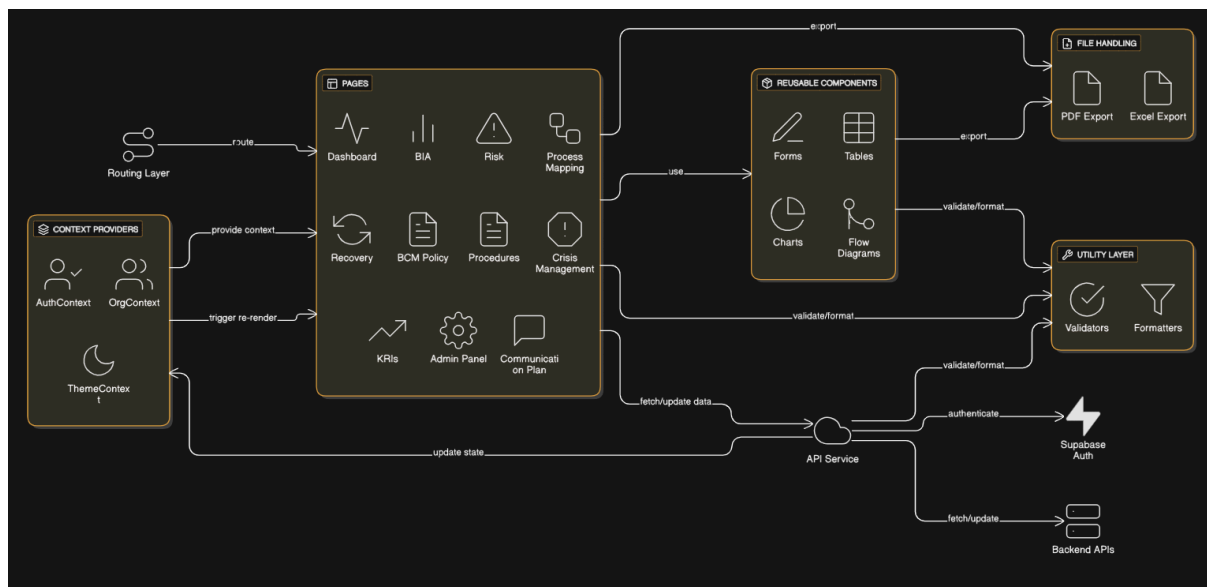 export
FILE HANDLING
PDF Export
Excel Export
PAGES
Dashboard
BIA
Risk
Process
Mapping
Recovery
BCM Policy
Procedures
Crisis
Management
KRIs
Admin Panel
Communicati
on Plan
REUSABLE COMPONENTS
Forms
Tables
Charts
Flow
Diagrams
export
route
Routing Layer
use
validate/format
CONTEXT PROVIDERS
AuthContext
OrgContext
ThemeContex
t
provide context
trigger re-render
UTILITY LAYER
Validators
Formatters
validate/format
validate/format
fetch/update data
authenticate
API Service
Supabase
Auth
update state
fetch/update
Backend APIs